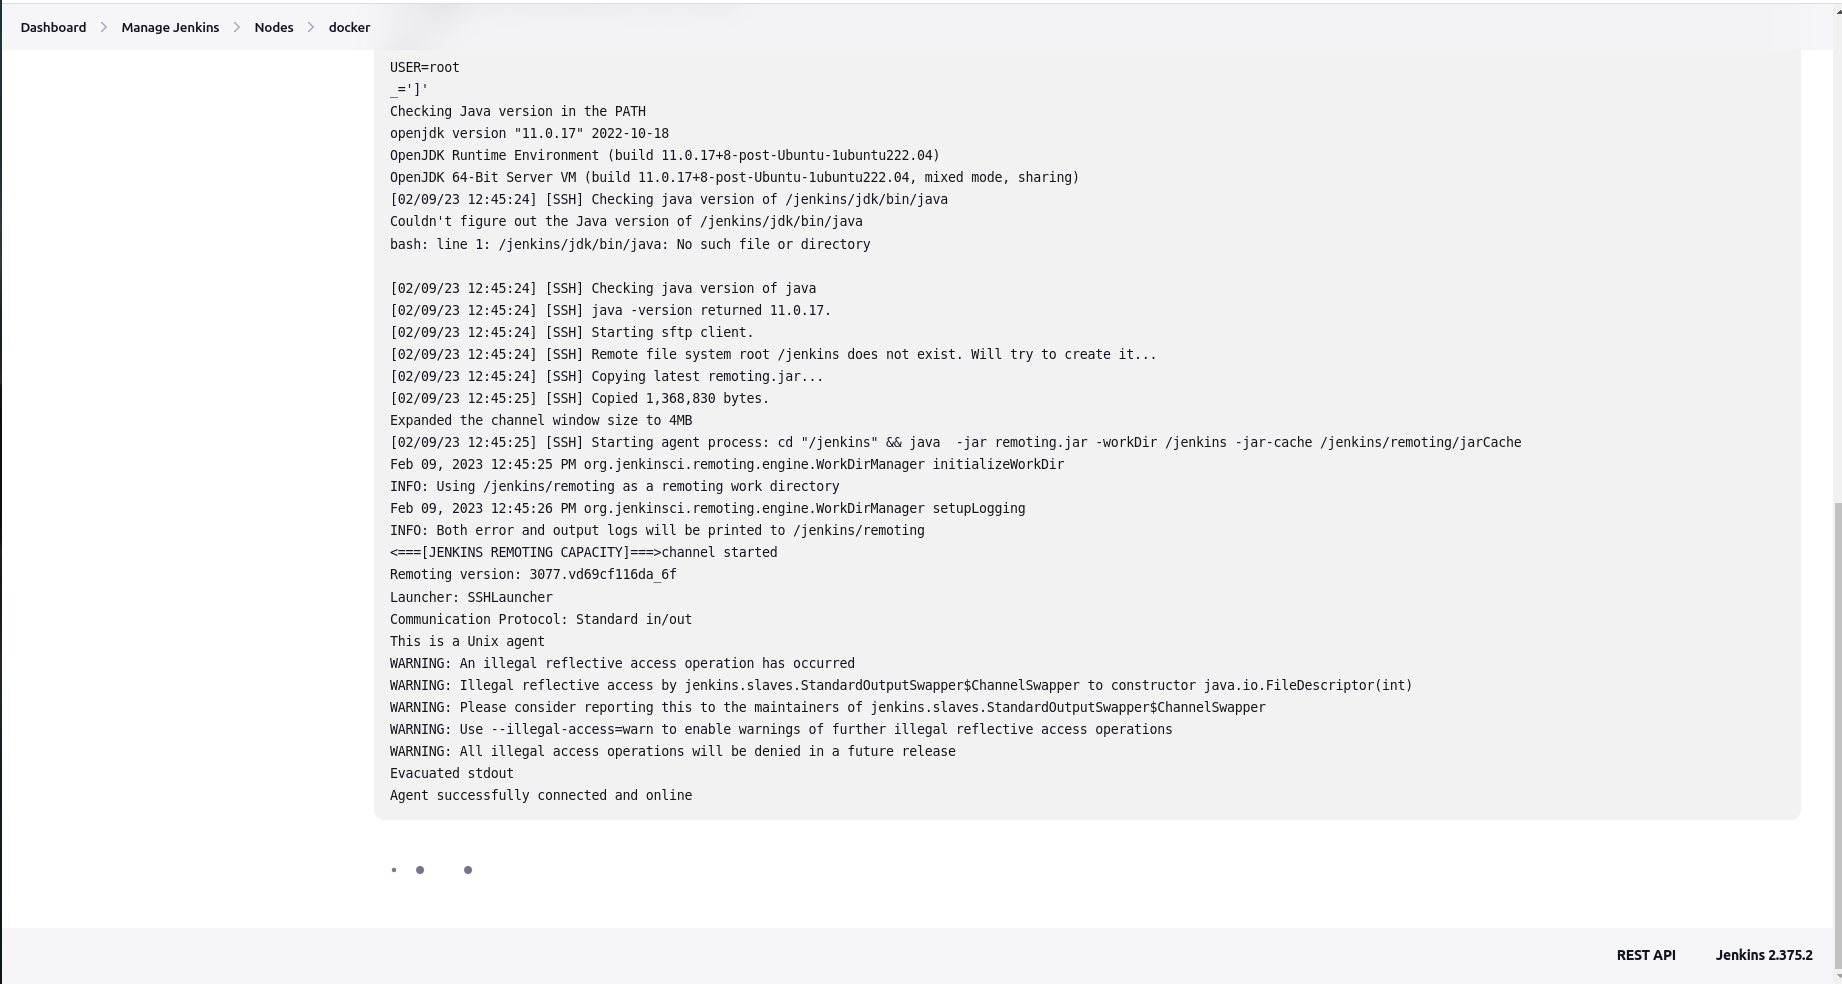 Dashboard > Manage Jenkins > Nodes > docker
USER=root
_=']'
Checking Java version in the PATH
openjdk version "11.0.17" 2022-10-18
OpenJDK Runtime Environment (build 11.0.17+8-post-Ubuntu-1ubuntu222.04)
OpenJDK 64-Bit Server VM (build 11.0.17+8-post-Ubuntu-1ubuntu222.04, mixed mode, sharing)
[02/09/23 12:45:24] [SSH] Checking java version of /jenkins/jdk/bin/java
Couldn't figure out the Java version of /jenkins/jdk/bin/java
bash: line 1: /jenkins/jdk/bin/java: No such file or directory
[02/09/23 12:45:24] [SSH] Checking java version of java
[02/09/23 12:45:24] [SSH] java -version returned 11.0.17.
[02/09/23 12:45:24] [SSH] Starting sftp client.
[02/09/23 12:45:24] [SSH] Remote file system root /jenkins does not exist. Will try to create it...
[02/09/23 12:45:24] [SSH] Copying latest remoting.jar...
[02/09/23 12:45:25] [SSH] Copied 1,368,830 bytes.
Expanded the channel window size to 4MB
[02/09/23 12:45:25] [SSH] Starting agent process: cd "/jenkins" && java  -jar remoting.jar -workDir /jenkins -jar-cache /jenkins/remoting/jarCache
Feb 09, 2023 12:45:25 PM org.jenkinsci.remoting.engine.WorkDirManager initializeWorkDir
INFO: Using /jenkins/remoting as a remoting work directory
Feb 09, 2023 12:45:26 PM org.jenkinsci.remoting.engine.WorkDirManager setupLogging
INFO: Both error and output logs will be printed to /jenkins/remoting
<===[JENKINS REMOTING CAPACITY]===>channel started
Remoting version: 3077.vd69cf116da_6f
Launcher: SSHLauncher
Communication Protocol: Standard in/out
This is a Unix agent
WARNING: An illegal reflective access operation has occurred
WARNING: Illegal reflective access by jenkins.slaves.StandardOutputSwapper$ChannelSwapper to constructor java.io.FileDescriptor(int)
WARNING: Please consider reporting this to the maintainers of jenkins.slaves.StandardOutputSwapper$ChannelSwapper
WARNING: Use --illegal-access=warn to enable warnings of further illegal reflective access operations
WARNING: All illegal access operations will be denied in a future release
Evacuated stdout
Agent successfully connected and online
REST API Jenkins 2.375.2